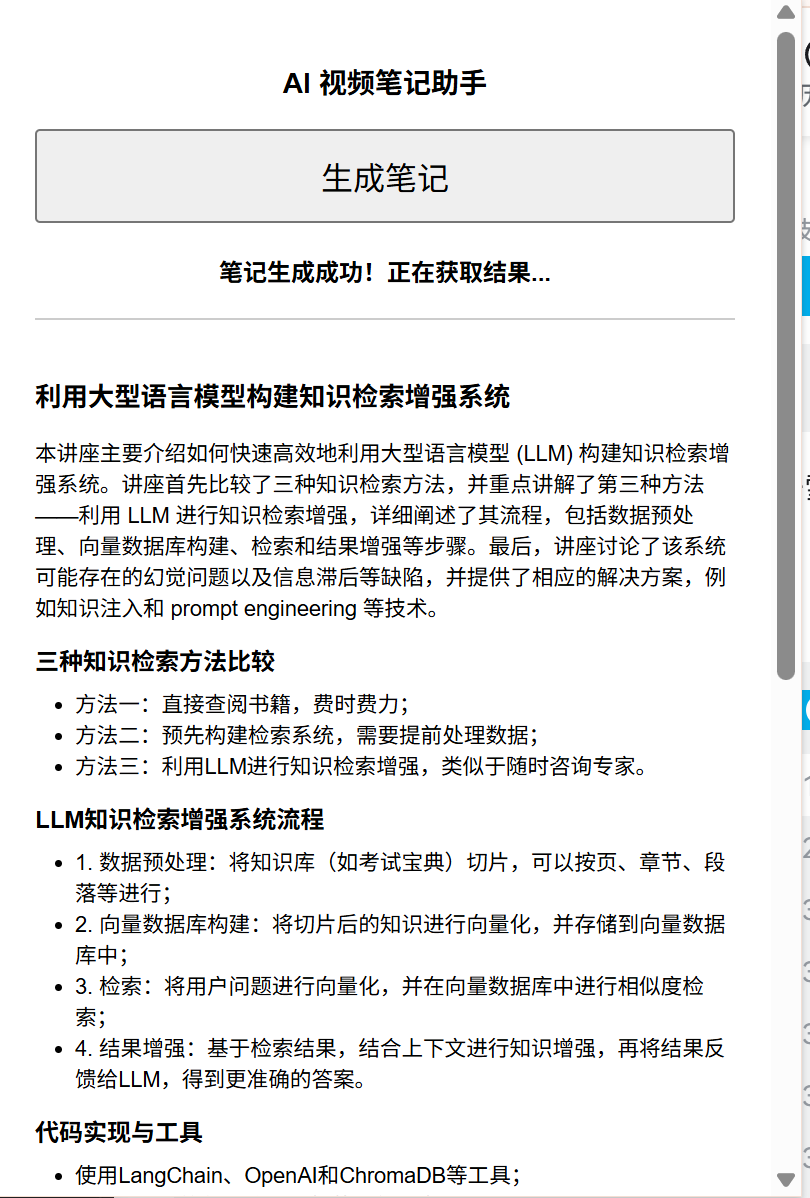 AI 视频笔记助手
生成笔记
笔记生成成功！正在获取结果...
利用大型语言模型构建知识检索增强系统
本讲座主要介绍如何快速高效地利用大型语言模型 (LLM) 构建知识检索增
强系统。讲座首先比较了三种知识检索方法，并重点讲解了第三种方法
——利用 LLM 进行知识检索增强，详细阐述了其流程，包括数据预处
理、向量数据库构建、检索和结果增强等步骤。最后，讲座讨论了该系统
可能存在的幻觉问题以及信息滞后等缺陷，并提供了相应的解决方案，例
如知识注入和 prompt engineering 等技术。
三种知识检索方法比较
• 方法一：直接查阅书籍，费时费力；
• 方法二：预先构建检索系统，需要提前处理数据；
• 方法三：利用LLM进行知识检索增强，类似于随时咨询专家。
LLM知识检索增强系统流程
• 1. 数据预处理：将知识库（如考试宝典）切片，可以按页、章节、段
落等进行；
• 2. 向量数据库构建：将切片后的知识进行向量化，并存储到向量数据
库中；
• 3. 检索：将用户问题进行向量化，并在向量数据库中进行相似度检
索；
• 4. 结果增强：基于检索结果，结合上下文进行知识增强，再将结果反
馈给LLM，得到更准确的答案。
代码实现与工具
• 使用LangChain、OpenAI和ChromaDB等工具；